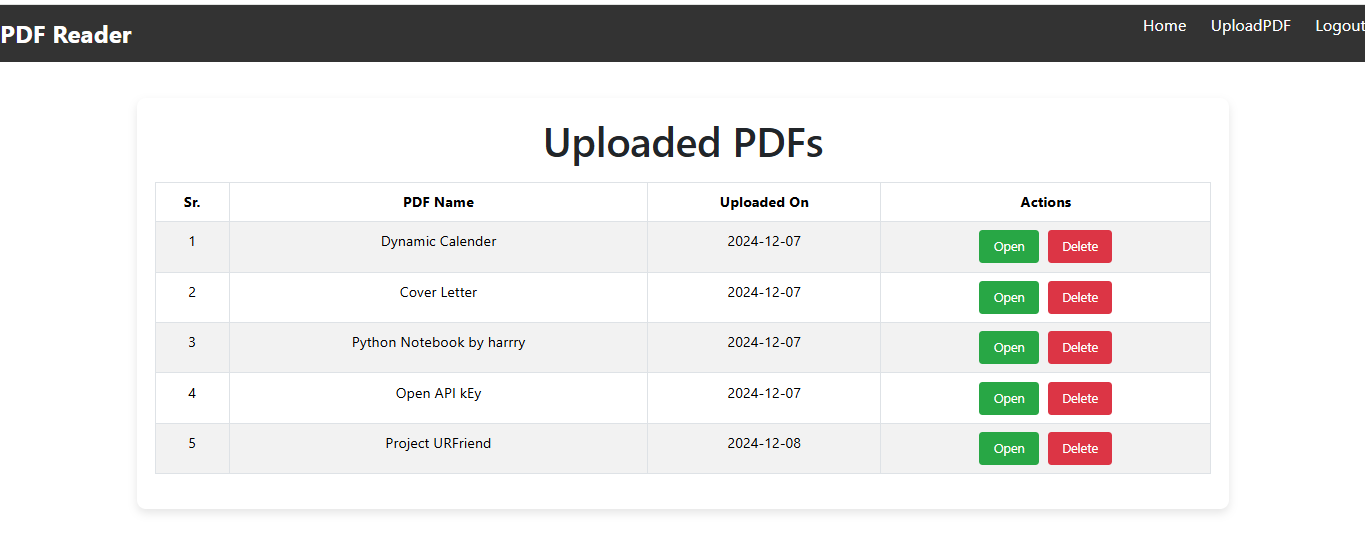 PDF Reader Home UploadPDF Logout
Uploaded PDFs
Sr. PDF Name Uploaded On Actions
1 Dynamic Calender 2024-12-07 Open Delete
2 Cover Letter 2024-12-07 Open Delete
3 Python Notebook by harrry 2024-12-07 Open Delete
4 Open API kEy 2024-12-07 Open Delete
5 Project URFriend 2024-12-08 Open Delete